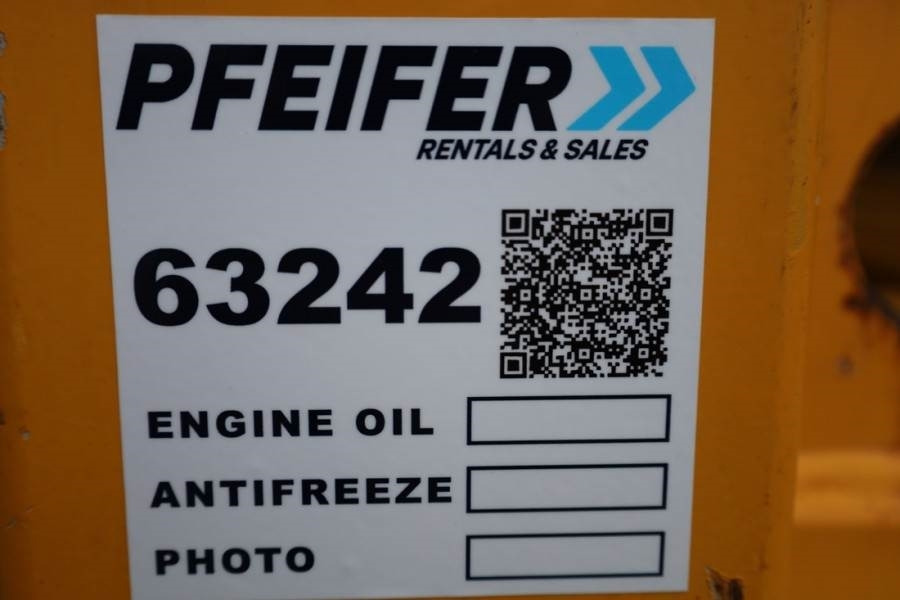 PFEIFER
RENTALS & SALES
63242
ENGINE OIL
ANTIFREEZE
PHOTO